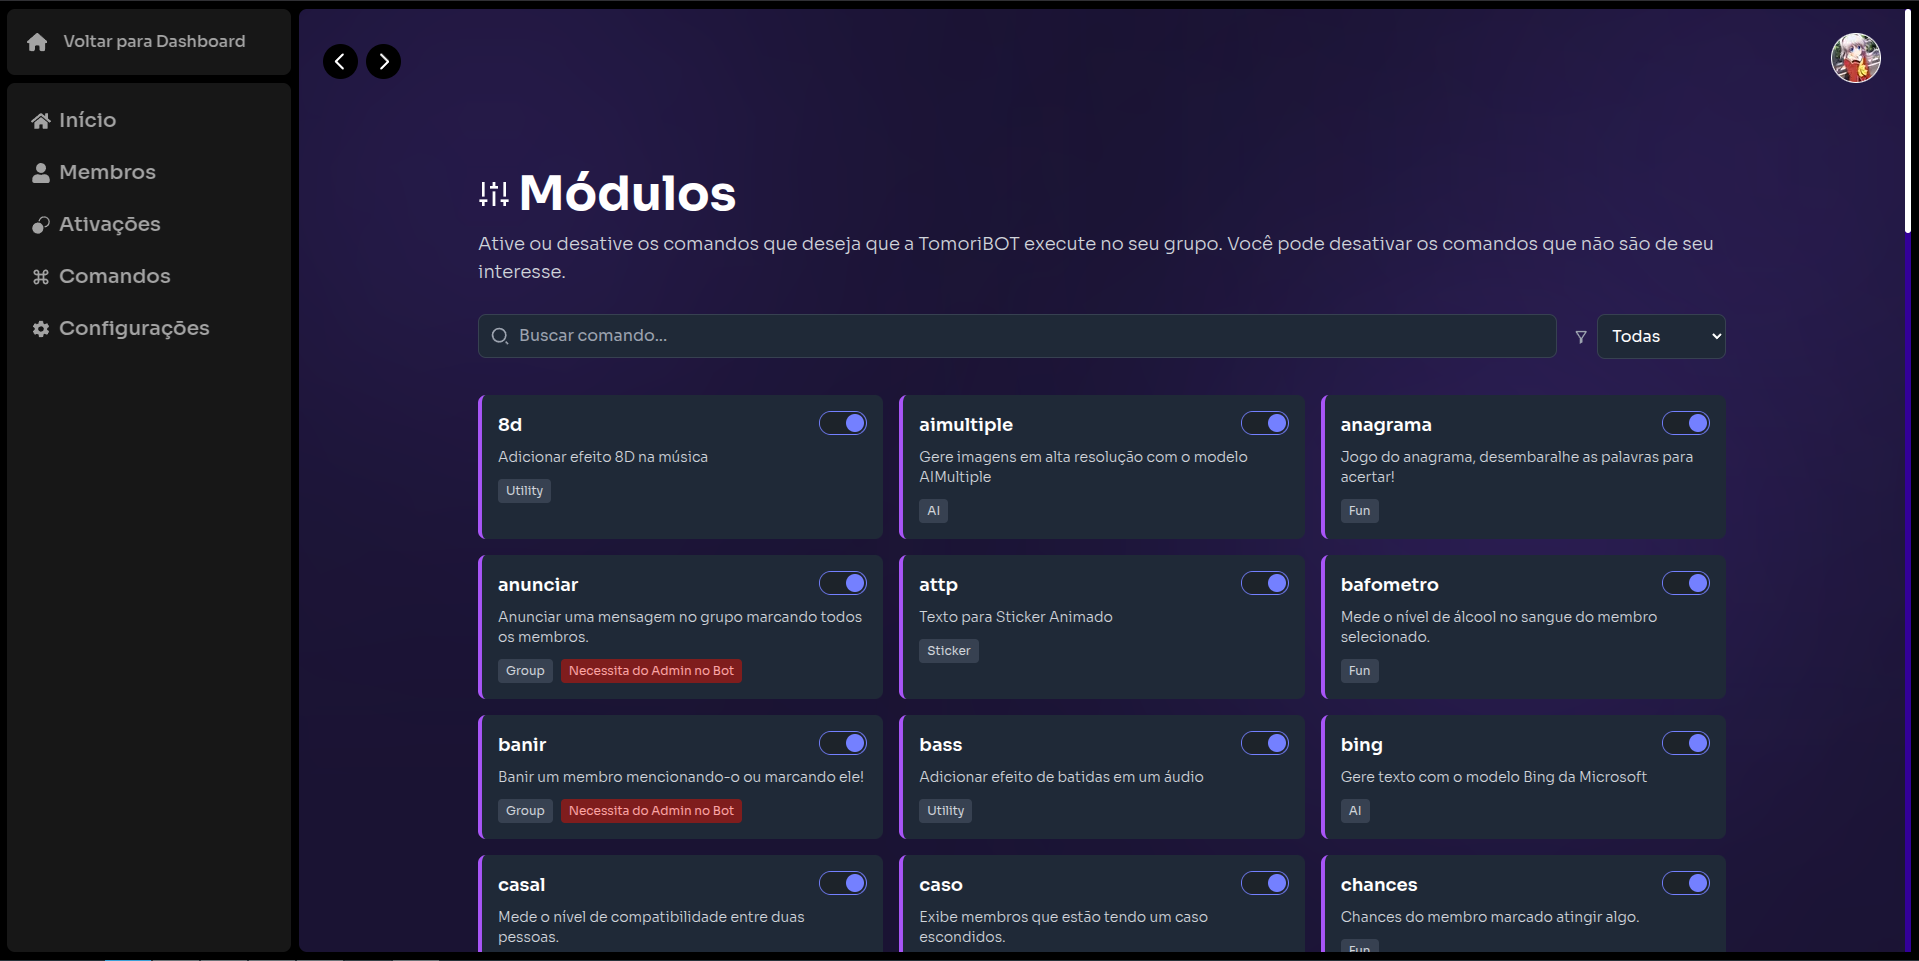 Voltar para Dashboard
Início
Membros
Ativações
Comandos
Configurações
Módulos
Ative ou desative os comandos que deseja que a TomoriBOT execute no seu grupo. Você pode desativar os comandos que não são de seu
interesse.
Buscar comando...
Todas
8d
Adicionar efeito 8D na música
Utility
aimultiple
Gere imagens em alta resolução com o modelo
AIMultiple
AI
anagrama
Jogo do anagrama, desembaralhe as palavras para
acertar!
Fun
anunciar
Anunciar uma mensagem no grupo marcando todos
os membros.
Group
Necessita do Admin no Bot
attp
Texto para Sticker Animado
Sticker
bafometro
Mede o nível de álcool no sangue do membro
selecionado.
Fun
banir
Banir um membro mencionando-o ou marcando ele!
Group
Necessita do Admin no Bot
bass
Adicionar efeito de batidas em um áudio
Utility
bing
Gere texto com o modelo Bing da Microsoft
AI
casal
Mede o nível de compatibilidade entre duas
pessoas.
caso
Exibe membros que estão tendo um caso
escondidos.
chances
Chances do membro marcado atingir algo.
Fun